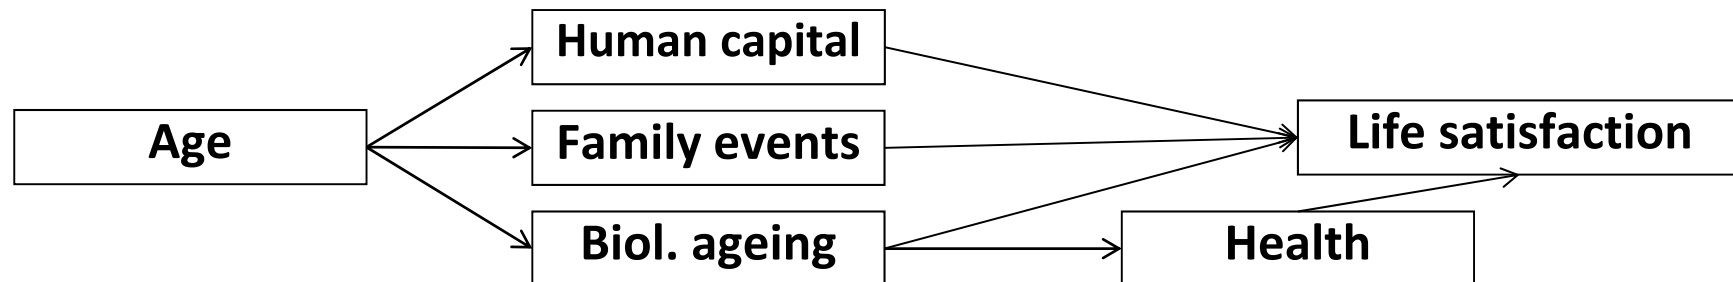 Human capital
Age
Family events
Life satisfaction
Biol. ageing
Health